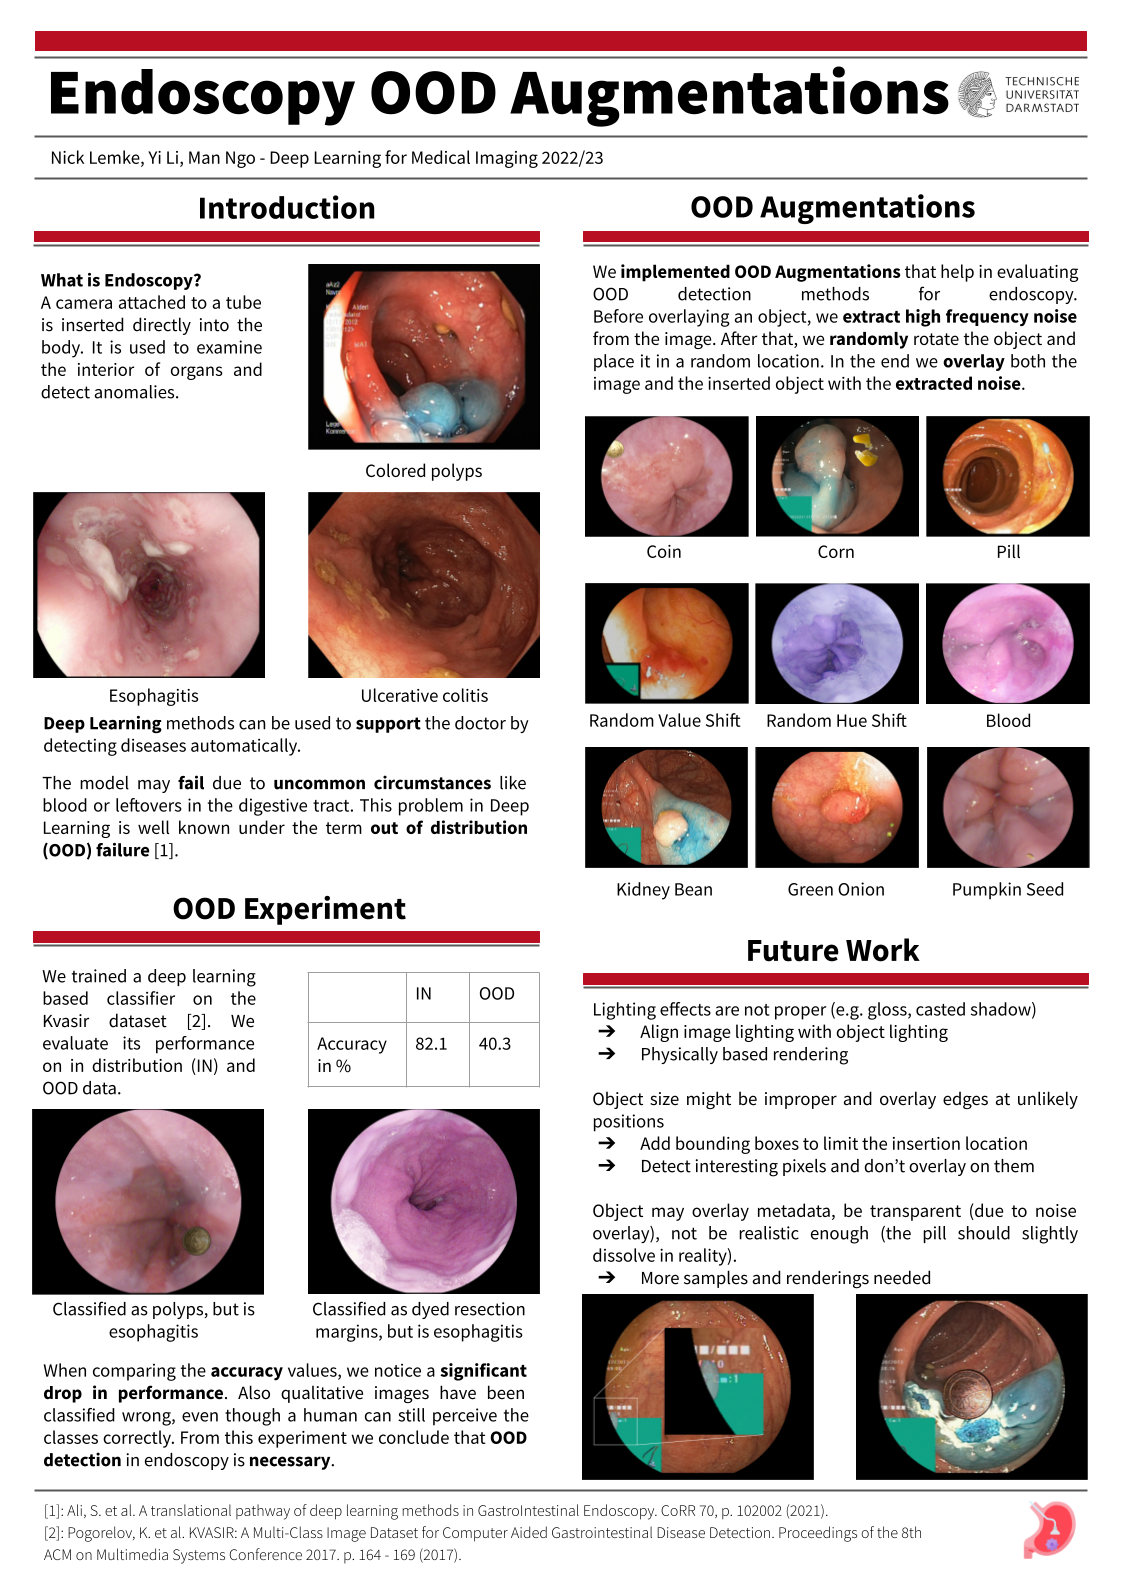 Endoscopy OOD Augmentations
TECHNISCHE
UNIVERSITÄT
DARMSTADT
Nick Lemke, Yi Li, Man Ngo - Deep Learning for Medical Imaging 2022/23
Introduction
What is Endoscopy?
A camera attached to a tube
is inserted directly into the
body. It is used to examine
the interior of organs and
detect anomalies.
Colored polyps
Esophagitis
Ulcerative colitis
Deep Learning methods can be used to support the doctor by
detecting diseases automatically.
The model may fail due to uncommon circumstances like
blood or leftovers in the digestive tract. This problem in Deep
Learning is well known under the term out of distribution
(OOD) failure [1].
OOD Experiment
We trained a deep learning
based classifier on the
Kvasir dataset [2]. We
evaluate its performance
on in distribution (IN) and
OOD data.
IN OOD
Accuracy in % 82.1 40.3
Classified as polyps, but is
esophagitis
Classified as dyed resection
margins, but is esophagitis
When comparing the accuracy values, we notice a significant
drop in performance. Also qualitative images have been
classified wrong, even though a human can still perceive the
classes correctly. From this experiment we conclude that OOD
detection in endoscopy is necessary.
OOD Augmentations
We implemented OOD Augmentations that help in evaluating
OOD detection methods for endoscopy.
Before overlaying an object, we extract high frequency noise
from the image. After that, we randomly rotate the object and
place it in a random location. In the end we overlay both the
image and the inserted object with the extracted noise.
Coin
Corn
Pill
Random Value Shift
Random Hue Shift
Blood
Kidney Bean
Green Onion
Pumpkin Seed
Future Work
Lighting effects are not proper (e.g. gloss, casted shadow)
➔ Align image lighting with object lighting
➔ Physically based rendering
Object size might be improper and overlay edges at unlikely
positions
➔ Add bounding boxes to limit the insertion location
➔ Detect interesting pixels and don't overlay on them
Object may overlay metadata, be transparent (due to noise
overlay), not be realistic enough (the pill should slightly
dissolve in reality).
➔ More samples and renderings needed
[1]: Ali, S. et al. A translational pathway of deep learning methods in GastroIntestinal Endoscopy. CoRR 70, p. 102002 (2021).
[2]: Pogorelov, K. et al. KVASIR: A Multi-Class Image Dataset for Computer Aided Gastrointestinal Disease Detection. Proceedings of the 8th
ACM on Multimedia Systems Conference 2017. p. 164 - 169 (2017).